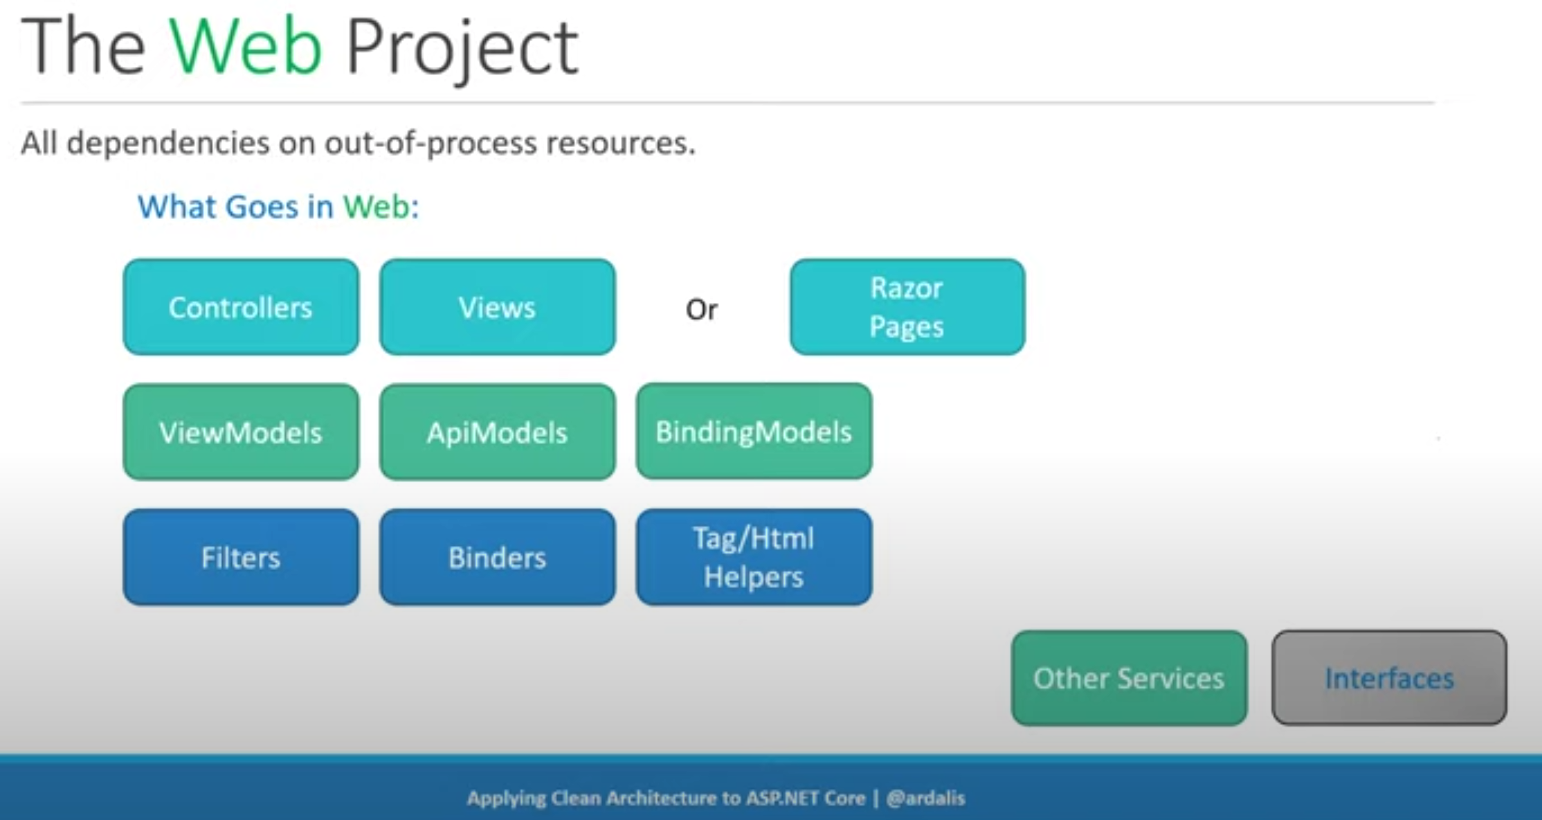 The Web Project
All dependencies on out-of-process resources.
What Goes in Web:
Controllers
Views
Or
Razor
Pages
ViewModels
ApiModels
BindingModels
Filters
Binders
Tag/Html
Helpers
Other Services
Interfaces
Applying Clean Architecture to ASP.NET Core | @ardalis